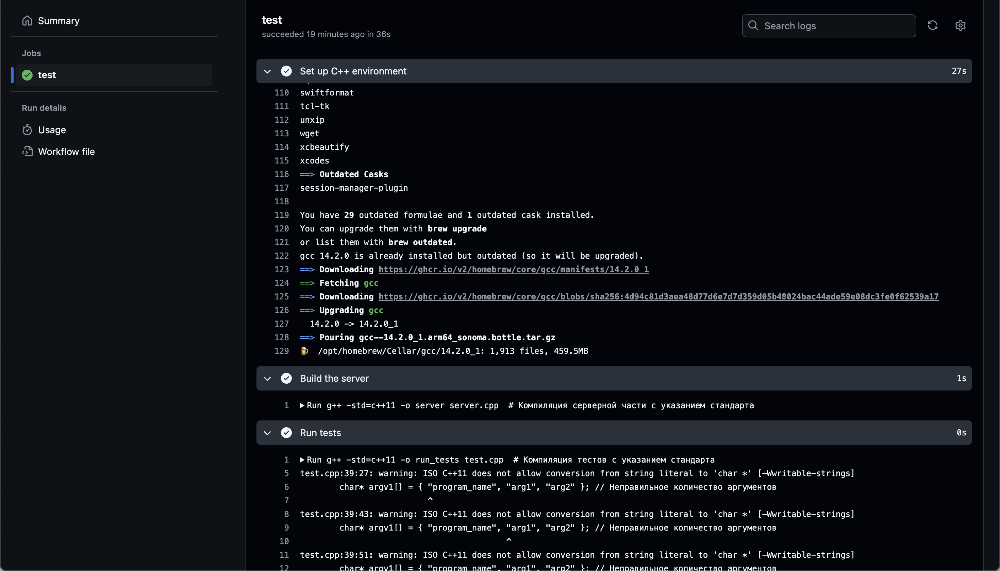 Summary
Jobs
test
Run details
Usage
Workflow file
test
succeeded 19 minutes ago in 36s
Search logs
Set up C++ environment 27s
110 swiftformat
111 tcl-tk
112 unxip
113 wget
114 xcbeautify
115 xcodes
116 ==> Outdated Casks
117 session-manager-plugin
118
119 You have 29 outdated formulae and 1 outdated cask installed.
120 You can upgrade them with brew upgrade
121 or list them with brew outdated.
122 gcc 14.2.0 is already installed but outdated (so it will be upgraded).
123 ==> Downloading https://ghcr.io/v2/homebrew/core/gcc/manifests/14.2.0_1
124 ==> Fetching gcc
125 ==> Downloading https://ghcr.io/v2/homebrew/core/gcc/blobs/sha256:4d94c81d3aea48d77d6e7d7d359d05b48024bac44ade59e08dc3fe0f62539a17
126 ==> Upgrading gcc
127 14.2.0 -> 14.2.0_1
128 ==> Pouring gcc--14.2.0_1.arm64_sonoma.bottle.tar.gz
129 🍺 /opt/homebrew/Cellar/gcc/14.2.0_1: 1,913 files, 459.5MB
Build the server 1s
1 ▶Run g++ -std=c++11 -o server server.cpp # Компиляция серверной части с указанием стандарта
Run tests 0s
1 ▶Run g++ -std=c++11 -o run_tests test.cpp # Компиляция тестов с указанием стандарта
5 test.cpp:39:27: warning: ISO C++11 does not allow conversion from string literal to 'char *' [-Wwritable-strings]
6 char* argv1[] = { "program_name", "arg1", "arg2" }; // Неправильное количество аргументов
7 ^
8 test.cpp:39:43: warning: ISO C++11 does not allow conversion from string literal to 'char *' [-Wwritable-strings]
9 char* argv1[] = { "program_name", "arg1", "arg2" }; // Неправильное количество аргументов
10 ^
11 test.cpp:39:51: warning: ISO C++11 does not allow conversion from string literal to 'char *' [-Wwritable-strings]
12 char* argv1[] = { "program_name", "arg1", "arg2" }; // Неправильное количество аргументов